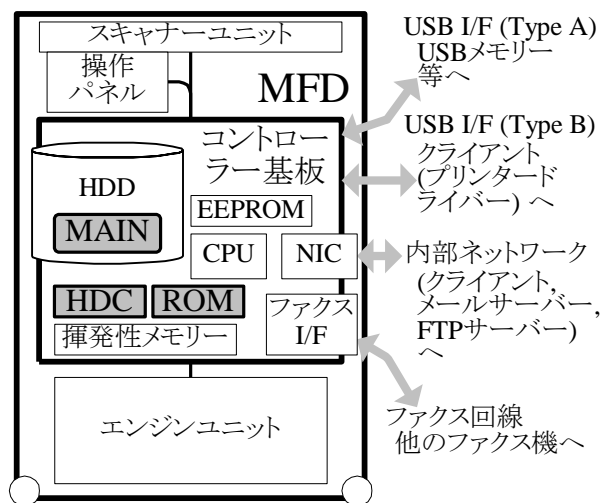 スキャナーユニット
操作
パネル
MFD
コントロー
ラー基板
HDD
MAIN
EEPROM
CPU
NIC
HDC
ROM
ファクス
I/F
揮発性メモリー
エンジンユニット
USB I/F (Type A)
USBメモリー
等へ
USB I/F (Type B)
クライアント
(プリンタード
ライバー) へ
内部ネットワーク
(クライアント,
メールサーバー,
FTPサーバー)
へ
ファクス回線
他のファクス機へ